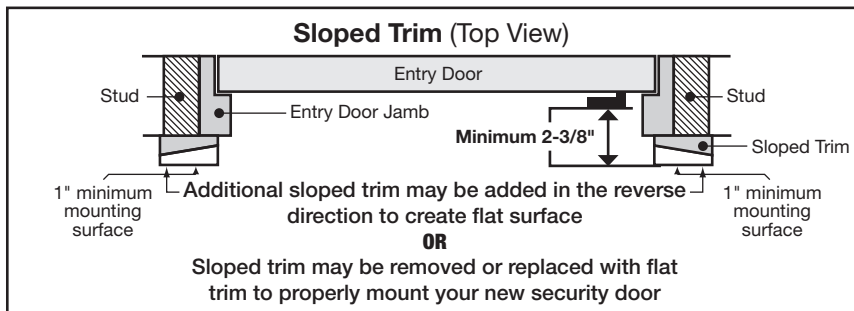 Sloped Trim (Top View)
Entry Door
Stud
Stud
Entry Door Jamb
Minimum 2-3/8"
Sloped Trim
1" minimum
mounting
surface
Additional sloped trim may be added in the reverse
direction to create flat surface
1" minimum
mounting
surface
OR
Sloped trim may be removed or replaced with flat
trim to properly mount your new security door